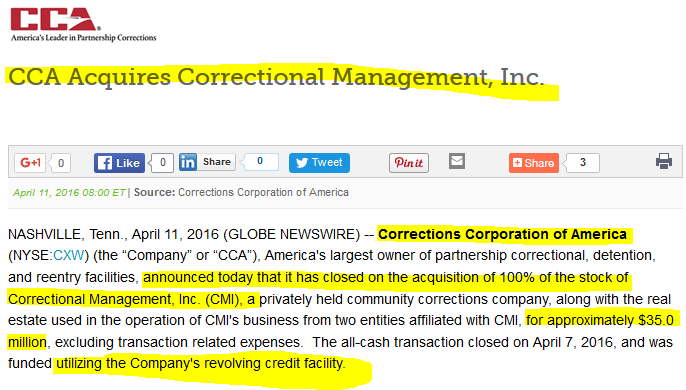 CCA®
America's Leader in Partnership Corrections
CCA Acquires Correctional Management, Inc.
G+1 0 Like 0 in Share 0 Tweet Pin it Share 3
April 11, 2016 08:00 ET | Source: Corrections Corporation of America
NASHVILLE, Tenn., April 11, 2016 (GLOBE NEWSWIRE) -- Corrections Corporation of America
(NYSE:CXW) (the “Company” or “CCA”), America's largest owner of partnership correctional, detention,
and reentry facilities, announced today that it has closed on the acquisition of 100% of the stock of
Correctional Management, Inc. (CMI), a privately held community corrections company, along with the real
estate used in the operation of CMI's business from two entities affiliated with CMI, for approximately $35.0
million, excluding transaction related expenses.  The all-cash transaction closed on April 7, 2016, and was
funded utilizing the Company's revolving credit facility.